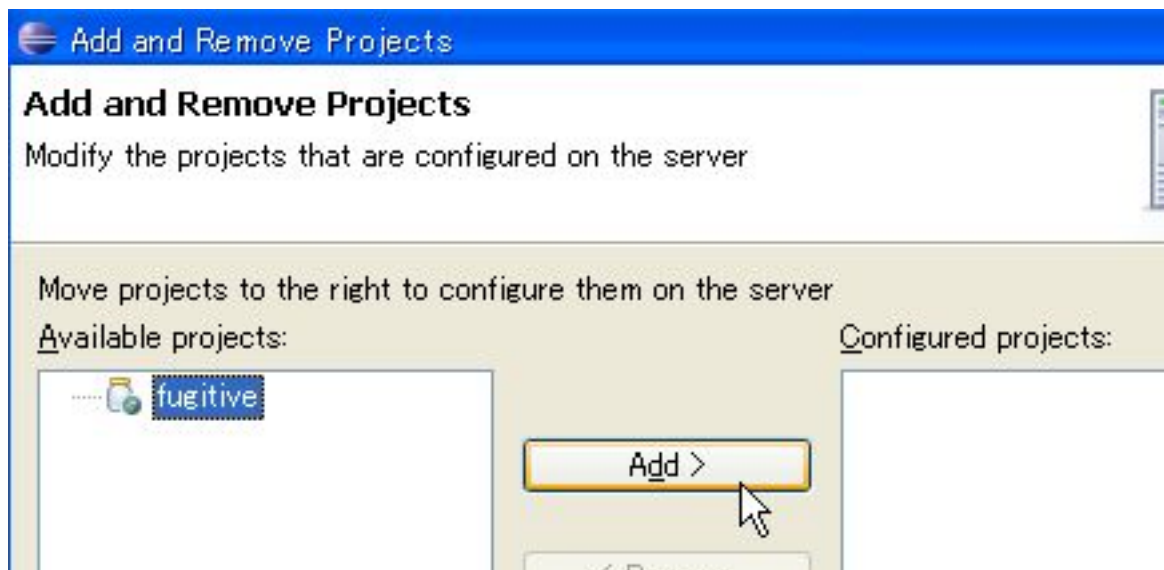 Add and Remove Projects
Add and Remove Projects
Modify the projects that are configured on the server
Move projects to the right to configure them on the server
Available projects:
Configured projects:
fugitive
Add >